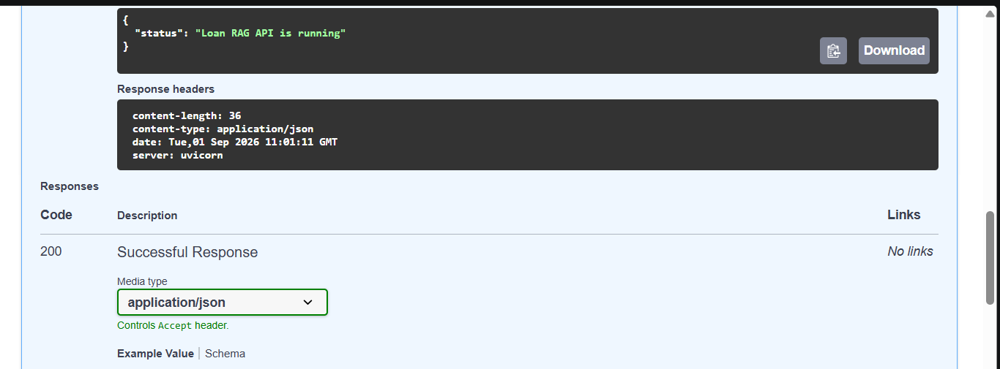 {
  "status": "Loan RAG API is running"
}
Download
Response headers
content-length: 36
content-type: application/json
date: Tue,01 Sep 2026 11:01:11 GMT
server: uvicorn
Responses
Code Description Links
200 Successful Response No links
Media type
application/json
Controls Accept header.
Example Value Schema